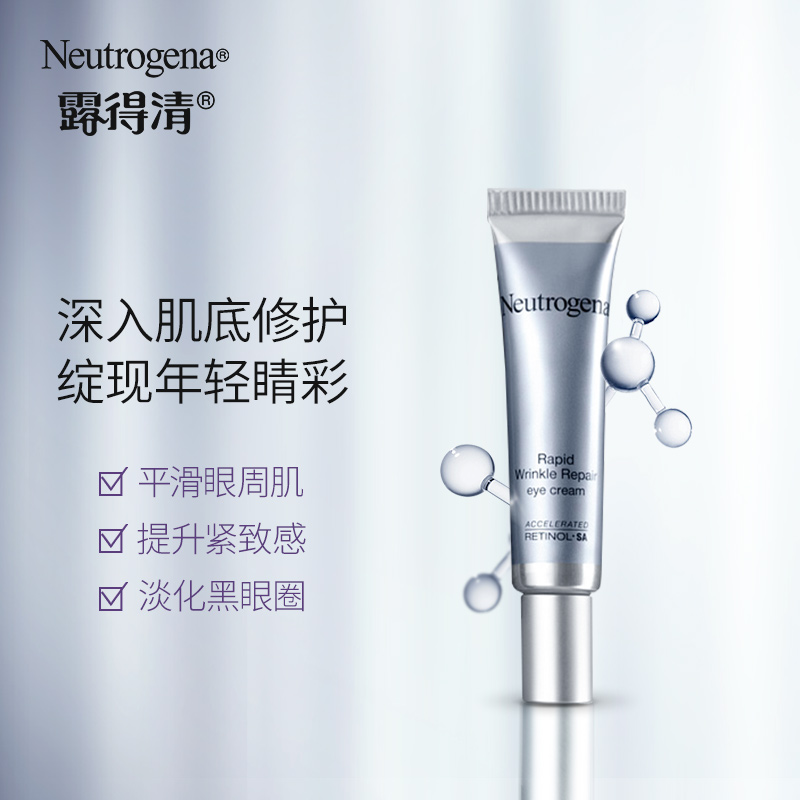 Neutrogena®
露得清®
深入肌底修护
绽现年轻睛彩
☑ 平滑眼周肌
☑ 提升紧致感
☑ 淡化黑眼圈
Neutrogena
Rapid
Wrinkle Repair
eye cream
ACCELERATED
RETINOL·SA